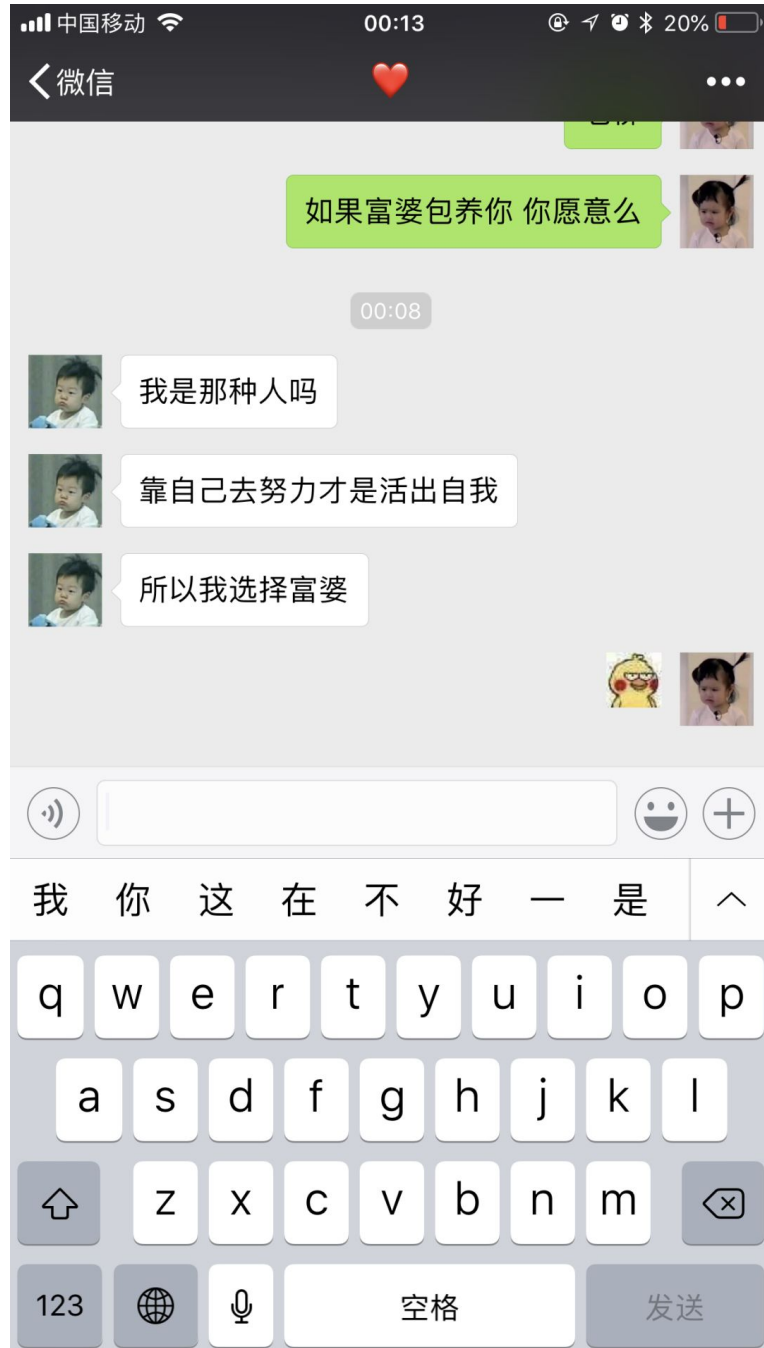 中国移动 00:13 20%
微信
如果富婆包养你 你愿意么
00:08
我是那种人吗
靠自己去努力才是活出自我
所以我选择富婆
我 你 这 在 不 好 一 是
q w e r t y u i o p
a s d f g h j k l
z x c v b n m
123 空格 发送